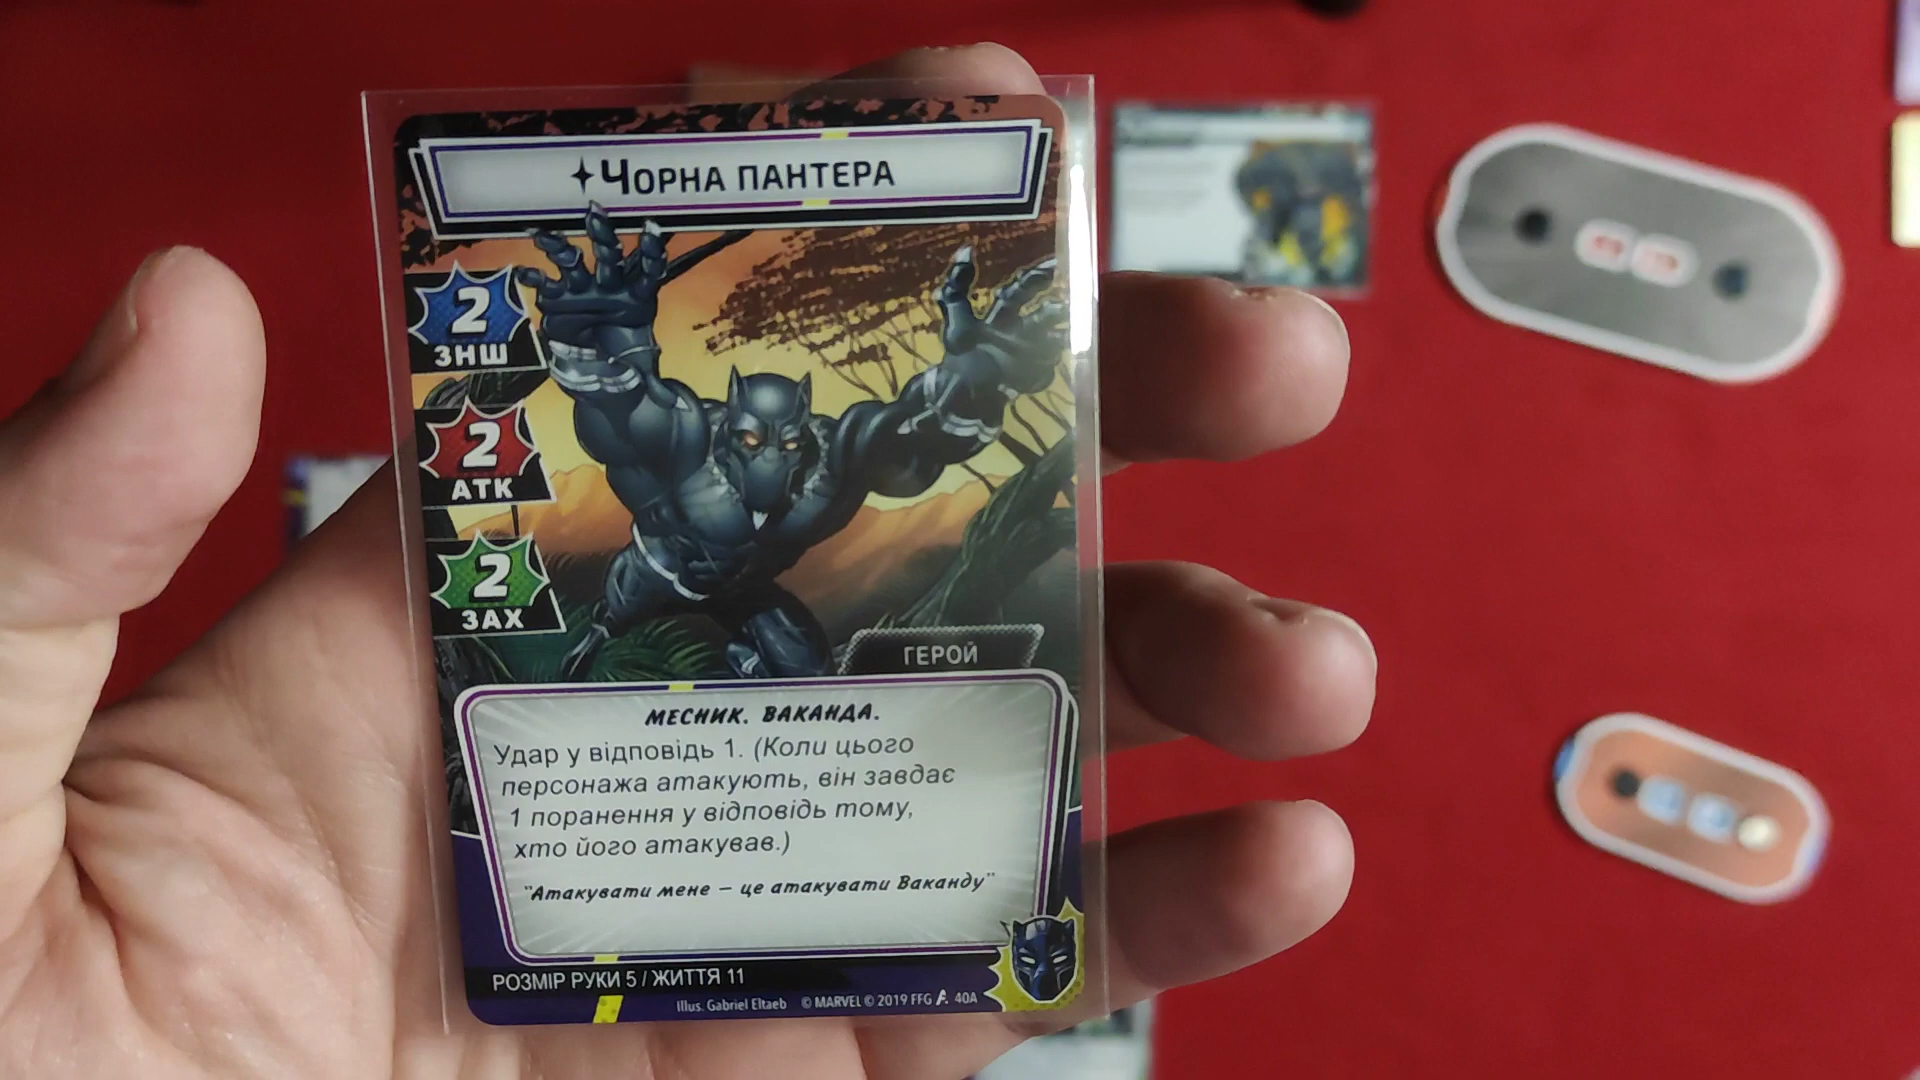 ЧОРНА ПАНТЕРА
2
ЗНШ
2
АТК
2
ЗАХ
ГЕРОЙ
МЕСНИК. ВАКАНДА.
Удар у відповідь 1. (Коли цього
персонажа атакують, він завдає
1 поранення у відповідь тому,
хто його атакував.)
"Атакувати мене – це атакувати Ваканду"
РОЗМІР РУКИ 5 / ЖИТТЯ 11
Illus. Gabriel Eltaeb © MARVEL © 2019 FFG 40A